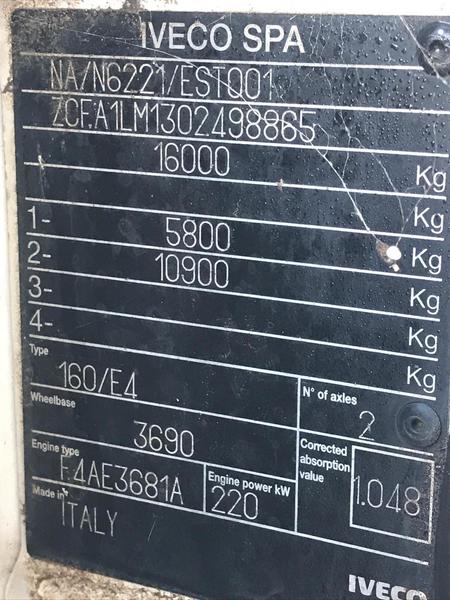 IVECO SPA
NA/N6221/EST001
ZCFA1LM1302498865
16000 Kg
Kg
1- 5800 Kg
2- 10900 Kg
3- Kg
4- Kg
Type
160/E4
Wheelbase
3690
N° of axles
2
Engine type
F4AE3681A
Engine power kW
220
Corrected absorption value
1.048
Made in
ITALY
IVECO